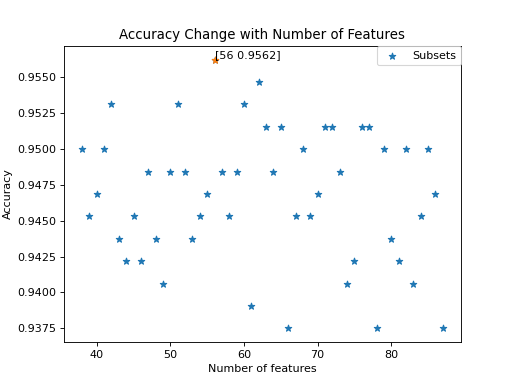 Accuracy Change with Number of Features
[56 0.9562]
Subsets
0.9550
0.9525
0.9500
0.9475
0.9450
0.9425
0.9400
0.9375
Accuracy
40 50 60 70 80
Number of features